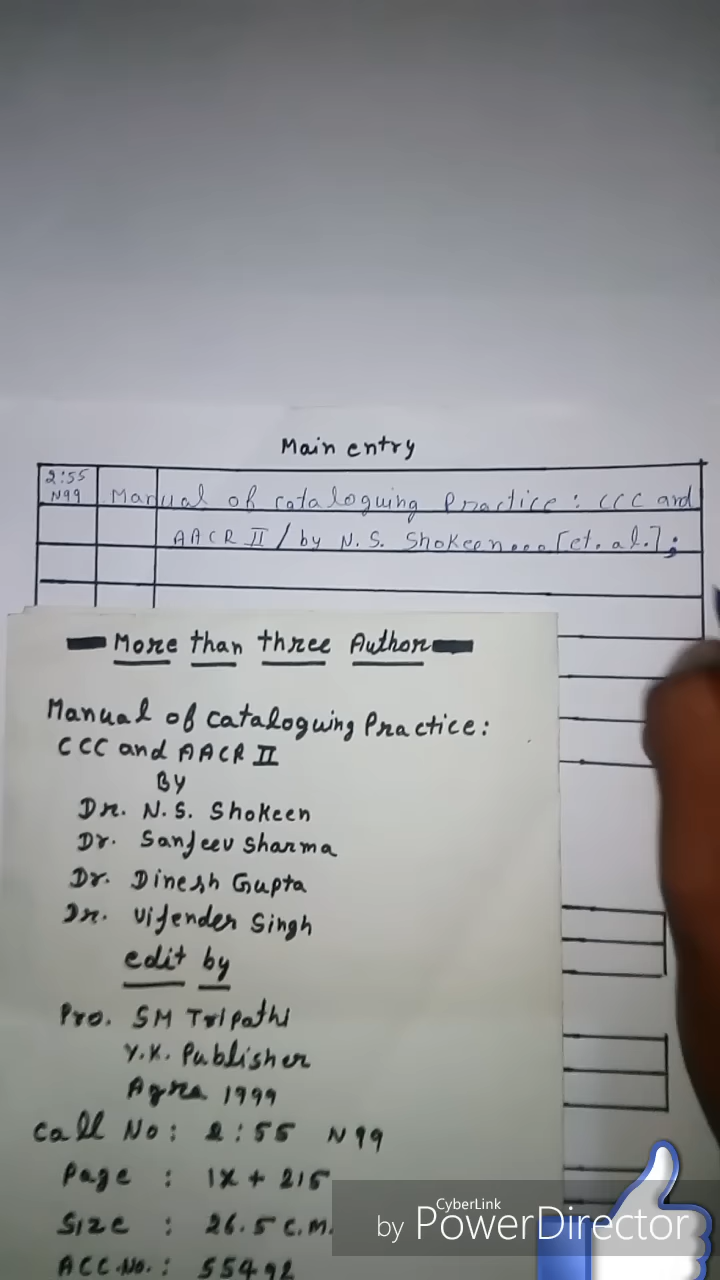 Main entry
2:55
N99 Manual of cataloguing Practice: CCC and
AACR II / by N. S. Shokeen... [et. al.];
More than three Author
Manual of cataloguing Practice:
CCC and AACR II
By
Dr. N. S. Shokeen
Dr. Sanjeev Sharma
Dr. Dinesh Gupta
Dr. Vijender Singh
edit by
Pro. SM Tripathi
Y.K. Publisher
Agra 1999
Call No: 2:55 N99
Page : IX + 215
Size : 26.5 C.M.
ACC.No.: 55492
CyberLink
by PowerDirector